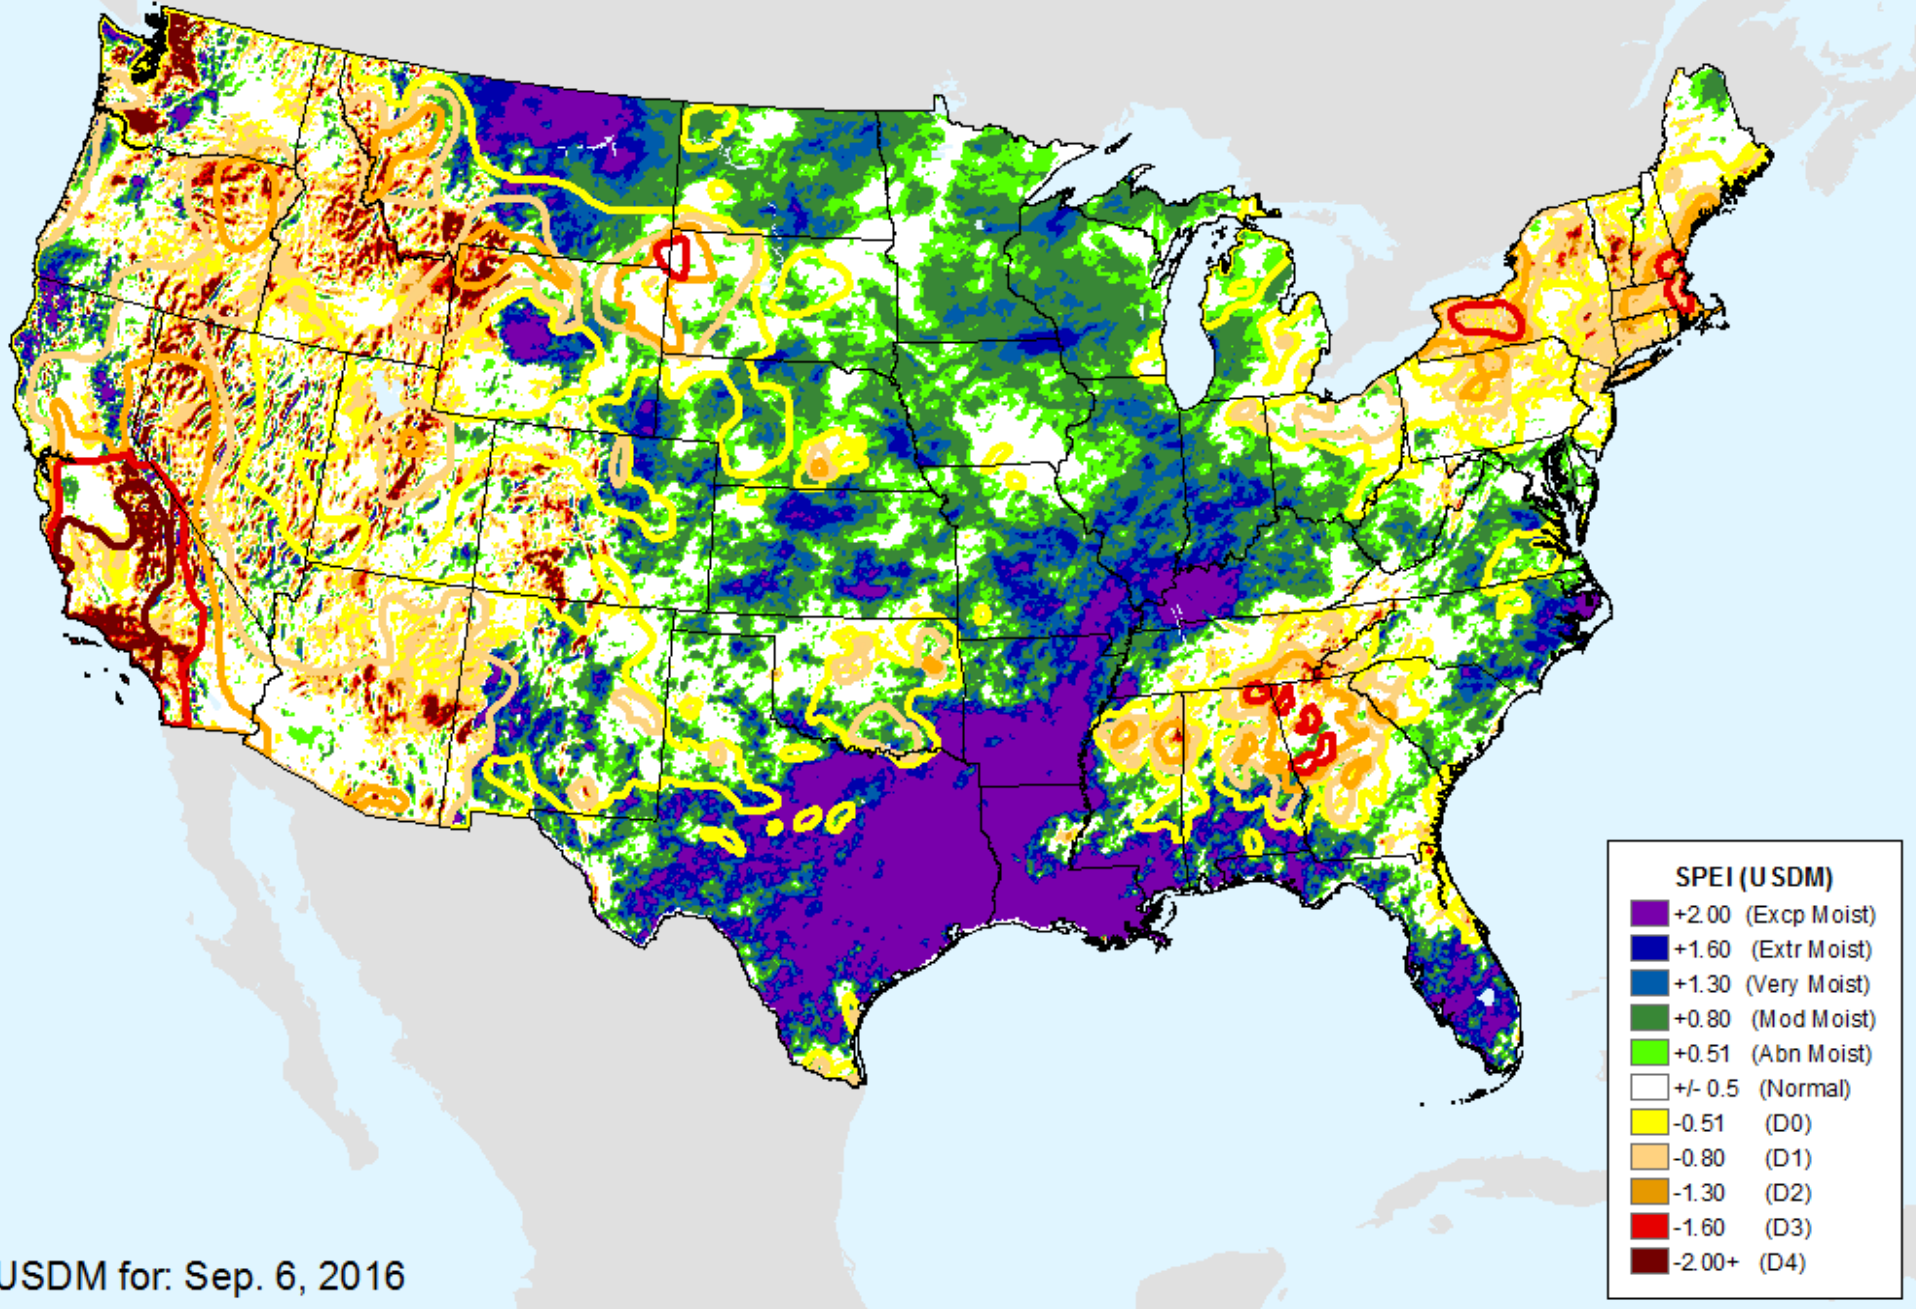 SPEI (USDM)
+2.00 (Excp Moist)
+1.60 (Extr Moist)
+1.30 (Very Moist)
+0.80 (Mod Moist)
+0.51 (Abn Moist)
+/- 0.5 (Normal)
-0.51 (D0)
-0.80 (D1)
-1.30 (D2)
-1.60 (D3)
-2.00+ (D4)
USDM for: Sep. 6, 2016